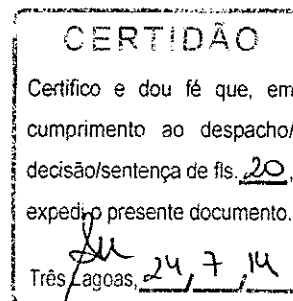 CERTIDÃO
Certifico e dou fé que, em
cumprimento ao despacho/
decisão/sentença de fls. 20,
expedi o presente documento.
Três Lagoas, 24, 7, 14